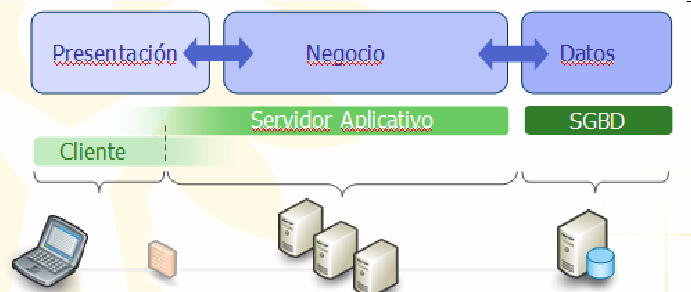 Presentación
Negocio
Datos
Servidor Aplicativo
SGBD
Cliente